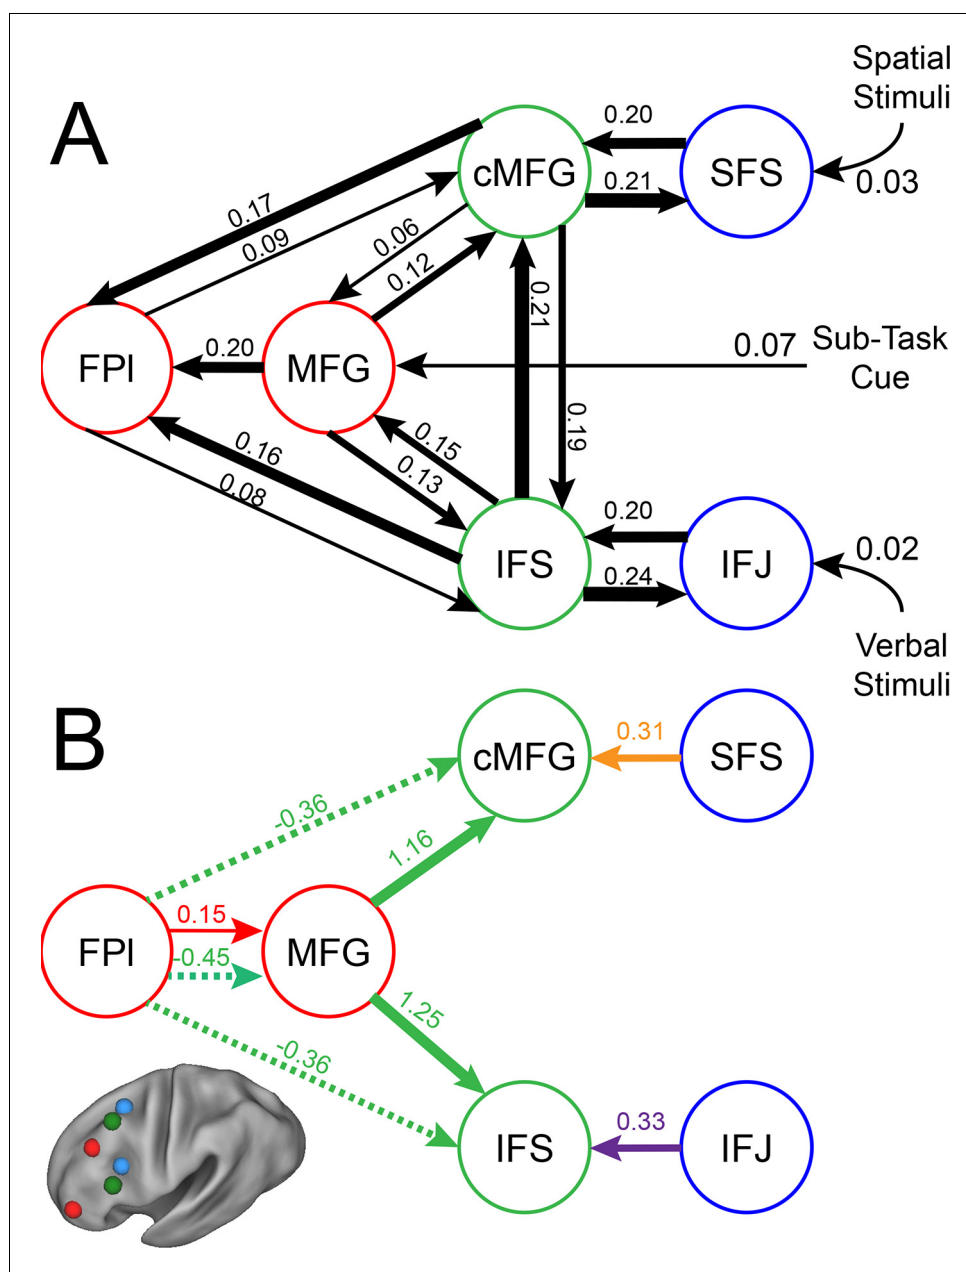 A
Spatial
Stimuli
0.03
0.20
cMFG
SFS
0.21
0.17
0.09
0.06
0.12
0.21
FPI
0.20
MFG
0.07
Sub-Task
Cue
0.19
0.15
0.13
0.16
0.08
0.20
IFS
IFJ
0.24
0.02
Verbal
Stimuli
B
cMFG
0.31
SFS
-0.36
1.16
FPI
0.15
-0.45
MFG
1.25
-0.36
IFS
0.33
IFJ